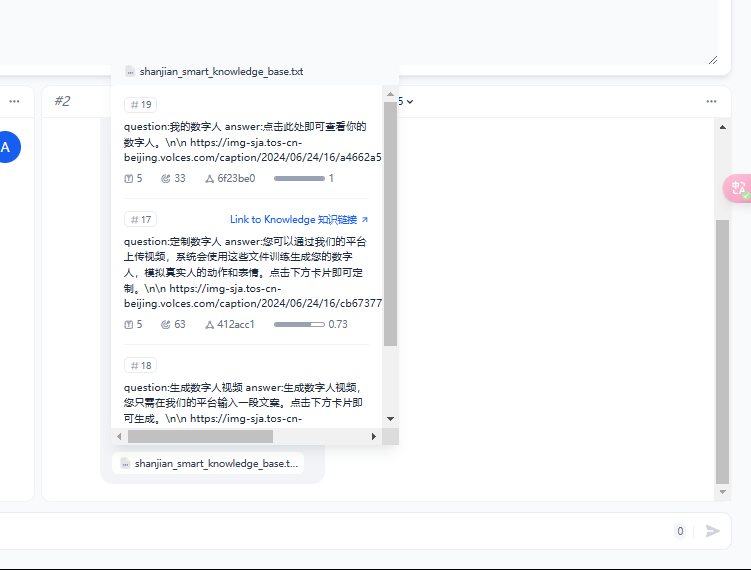 shanjian_smart_knowledge_base.txt
#2
5
A
# 19
question:我的数字人 answer:点击此处即可查看你的
数字人。\n\n https://img-sja.tos-cn-
beijing.volces.com/caption/2024/06/24/16/a4662a5
5 33 6f23be0 1
# 17 Link to Knowledge 知识链接
question:定制数字人 answer:您可以通过我们的平台
上传视频，系统会使用这些文件训练生成您的数字
人，模拟真实人的动作和表情。点击下方卡片即可定
制。\n\n https://img-sja.tos-cn-
beijing.volces.com/caption/2024/06/24/16/cb67377
5 63 412acc1 0.73
# 18
question:生成数字人视频 answer:生成数字人视频，
您只需在我们的平台输入一段文案。点击下方卡片即
可生成。\n\n https://img-sja.tos-cn-
shanjian_smart_knowledge_base.t...
0